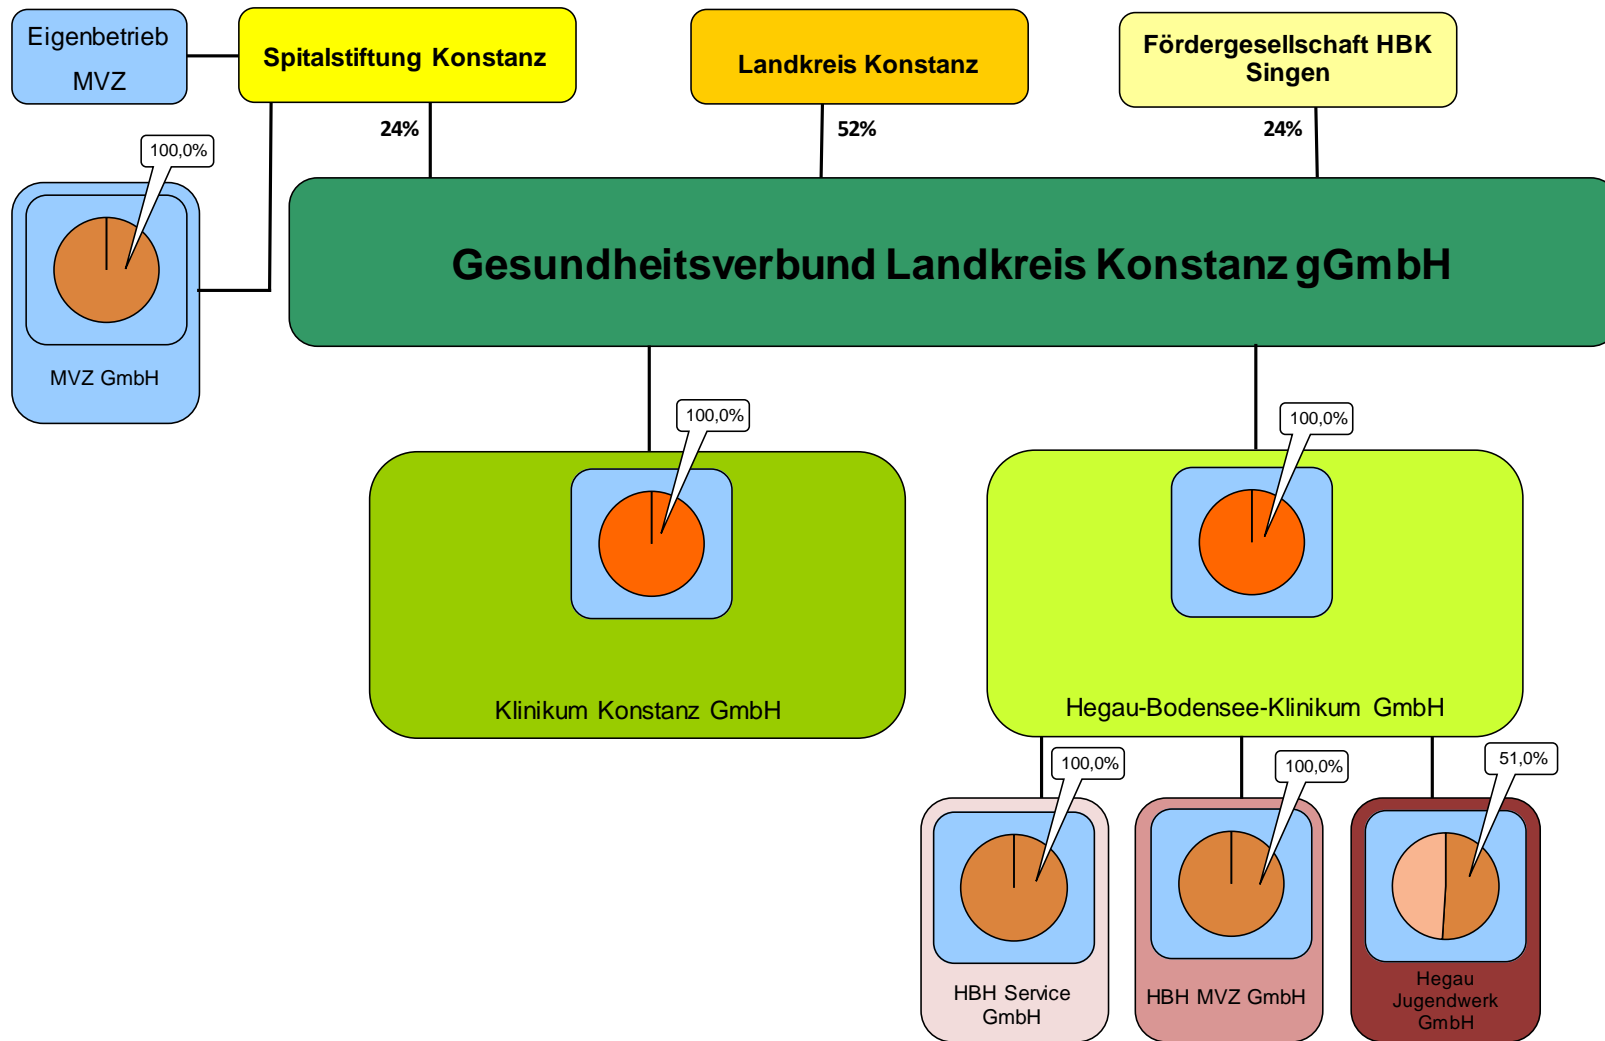 Eigenbetrieb
MVZ
Spitalstiftung Konstanz
Landkreis Konstanz
Fördergesellschaft HBK
Singen
24%
52%
24%
100,0%
MVZ GmbH
Gesundheitsverbund Landkreis Konstanz gGmbH
100,0%
Klinikum Konstanz GmbH
100,0%
Hegau-Bodensee-Klinikum GmbH
100,0%
HBH Service
GmbH
100,0%
HBH MVZ GmbH
51,0%
Hegau
Jugendwerk
GmbH